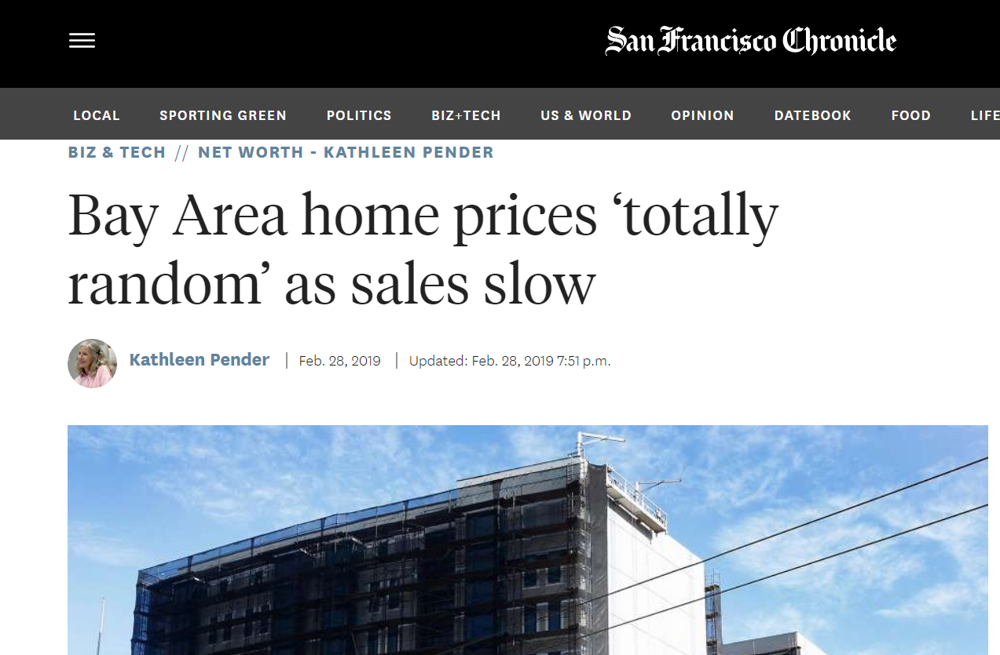 San Francisco Chronicle
LOCAL SPORTING GREEN POLITICS BIZ+TECH US & WORLD OPINION DATEBOOK FOOD LIFE
BIZ & TECH // NET WORTH - KATHLEEN PENDER
Bay Area home prices ‘totally
random’ as sales slow
Kathleen Pender | Feb. 28, 2019 | Updated: Feb. 28, 2019 7:51 p.m.